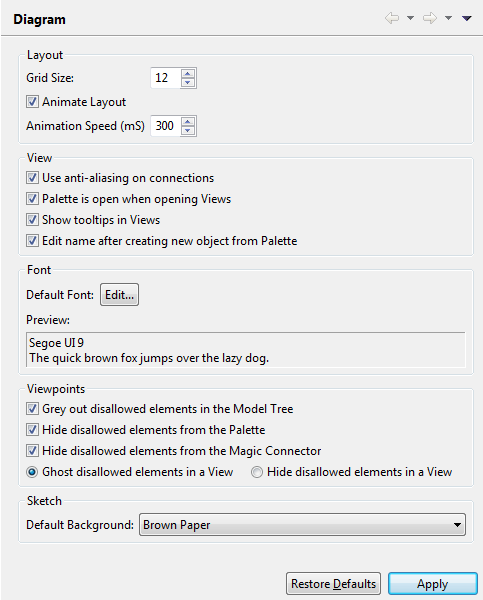 Diagram
Layout
Grid Size: 12
Animate Layout
Animation Speed (mS) 300
View
Use anti-aliasing on connections
Palette is open when opening Views
Show tooltips in Views
Edit name after creating new object from Palette
Font
Default Font: Edit...
Preview:
Segoe UI 9
The quick brown fox jumps over the lazy dog.
Viewpoints
Grey out disallowed elements in the Model Tree
Hide disallowed elements from the Palette
Hide disallowed elements from the Magic Connector
Ghost disallowed elements in a View Hide disallowed elements in a View
Sketch
Default Background: Brown Paper
Restore Defaults Apply